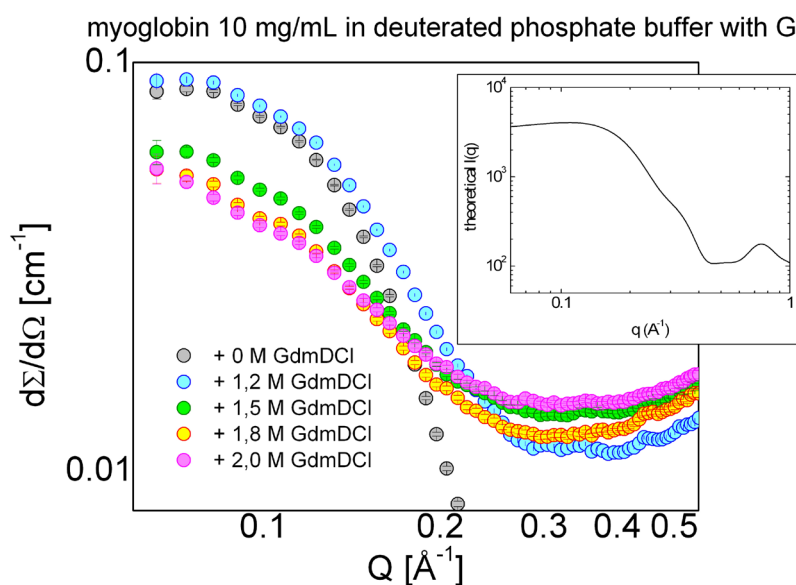 myoglobin 10 mg/mL in deuterated phosphate buffer with G
0.1
0.01
dΣ/dΩ [cm⁻¹]
+ 0 M GdmDCl
+ 1,2 M GdmDCl
+ 1,5 M GdmDCl
+ 1,8 M GdmDCl
+ 2,0 M GdmDCl
0.1 0.2 0.3 0.4 0.5
Q [Å⁻¹]
theoretical I(q)
10⁴
10³
10²
0.1 1
q (A⁻¹)